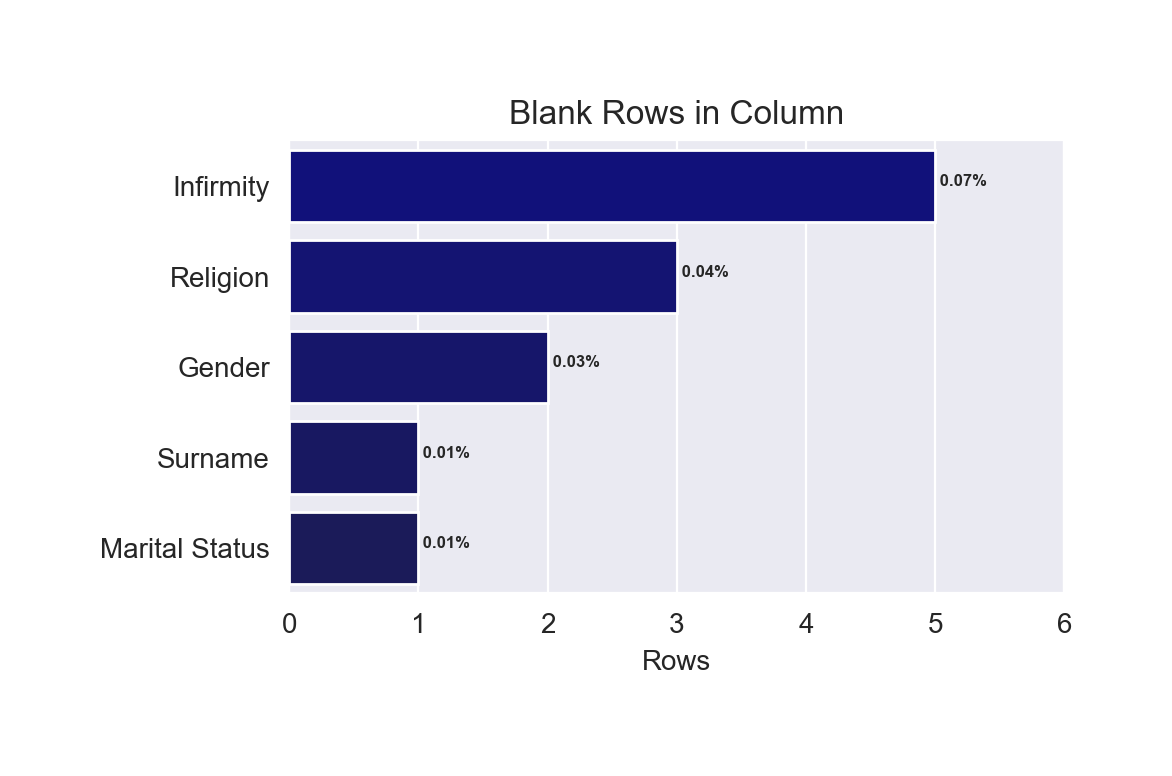 Blank Rows in Column
Infirmity
0.07%
Religion
0.04%
Gender
0.03%
Surname
0.01%
Marital Status
0.01%
0 1 2 3 4 5 6
Rows